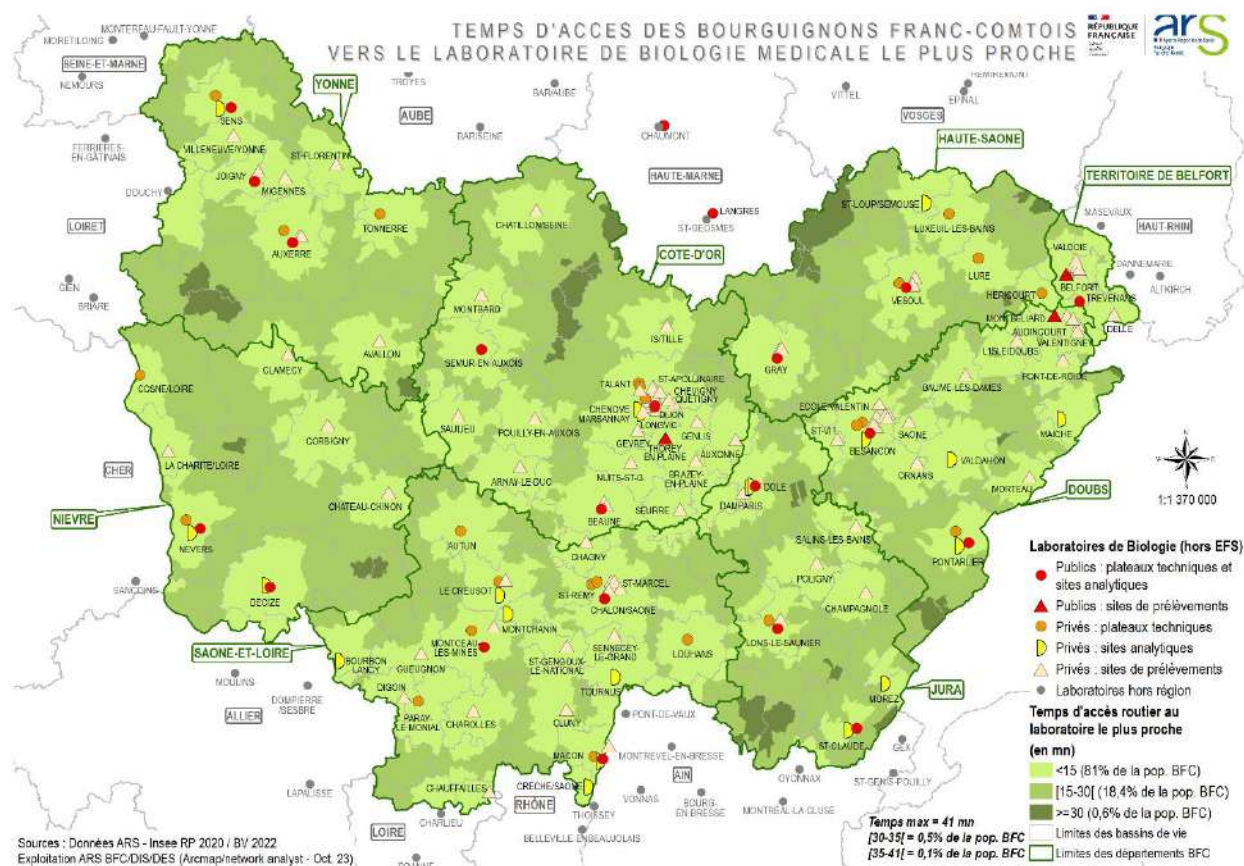 TEMPS D'ACCES DES BOURGUIGNONS FRANC-COMTOIS
VERS LE LABORATOIRE DE BIOLOGIE MEDICALE LE PLUS PROCHE
RÉPUBLIQUE
FRANÇAISE
ars
MONTEREAU-FAULT-YONNE
SEINE-ET-MARNE
NEMOURS
YONNE
TROYES
BAR/AUBE
VITTEL
EPINAL
SENS
AUBE
BAR/SEINE
CHAUMONT
VOSGES
HAUTE-SAONE
FERRIERES-
EN-GÂTINAIS
VILLENEUVE/YONNE
ST-FLORENTIN
JOIGNY
MIGENNES
DOUCHY
HAUTE-MARNE
TERRITOIRE DE BELFORT
LANGRES
ST-GEOSMES
ST-LOUP/SEMOUSE
LUXEUIL-LES-BAINS
MASEVAUX
HAUT-RHIN
LOIRET
TONNERRE
AUXERRE
CHATILLON/SEINE
COTE-D'OR
VALDOIE
DANNEMARIE
ALTKIRCH
LURE
BELFORT
GIEN
BRIARE
VESOUL
HERICOURT
TREVENANS
MONTBARD
MONTBELIARD
AUDINCOURT
VALENTIGNEY
DELLE
IS/TILLE
L'ISLE/DOUBS
AVALLON
SEMUR-EN-AUXOIS
GRAY
PONT-DE-ROIDE
CLAMECY
COSNE/LOIRE
BAUME-LES-DAMES
TALANT
ST-APOLLINAIRE
CHEVIGNY
QUETIGNY
CHENOVE
MARSANNAY
DIJON
LONGVIC
ECOLE-VALENTIN
SAULIEU
POUILLY-EN-AUXOIS
GEVREY
THOREY
EN-PLAINE
GENLIS
AUXONNE
ST-VIT
BESANCON
SAONE
MAICHE
CORBIGNY
LA CHARITE/LOIRE
CHER
VALDAHON
ORNANS
ARNAY-LE-DUC
NUITS-ST-G.
BRAZEY-
EN-PLAINE
DOLE
DAMPARIS
MORTEAU
DOUBS
1:1 370 000
CHATEAU-CHINON
NIEVRE
SEURRE
BEAUNE
NEVERS
AUTUN
SALINS-LES-BAINS
PONTARLIER
CHAGNY
SANCOINS
DECIZE
LE CREUSOT
ST-MARCEL
ST-REMY
CHALON/SAONE
POLIGNY
CHAMPAGNOLE
MONTCHANIN
MONTCEAU
LES-MINES
LONS-LE-SAUNIER
SAONE-ET-LOIRE
BOURBON
LANCY
GUEUGNON
ST-GENGOUX
LE-NATIONAL
SENNECEY
LE-GRAND
LOUHANS
MOULINS
DOMPIERRE
/SESBRE
DIGOIN
TOURNUS
MOREZ
JURA
ALLIER
PARAY-
LE-MONIAL
CHAROLLES
CLUNY
PONT-DE-VAUX
ST-CLAUDE
GEX
MACON
MONTREVEL-EN-BRESSE
AIN
OYONNAX
ST-GENIS-POUILLY
LAPALISSE
CHAUFFAILLES
CRECHE/SAONE
RHÔNE
VONNAS
BOURG-
EN-BRESSE
MONTRÉAL-LA-CLUSE
CHARLIEU
THOISSEY
LOIRE
BELLEVILLE EN BEAUJOLAIS
ROANNE
Laboratoires de Biologie (hors EFS)
Publics : plateaux techniques et
sites analytiques
Publics : sites de prélèvements
Privés : plateaux techniques
Privés : sites analytiques
Privés : sites de prélèvements
Laboratoires hors région
Temps d'accès routier au
laboratoire le plus proche
(en mn)
<15 (81% de la pop. BFC)
[15-30[ (18,4% de la pop. BFC)
>=30 (0,6% de la pop. BFC)
Limites des bassins de vie
Limites des départements BFC
Temps max = 41 mn
[30-35[ = 0,5% de la pop. BFC
[35-41[ = 0,1% de la pop. BFC
Sources : Données ARS - Insee RP 2020 / BV 2022
Exploitation ARS BFC/DIS/DES (Arcmap/network analyst - Oct. 23)